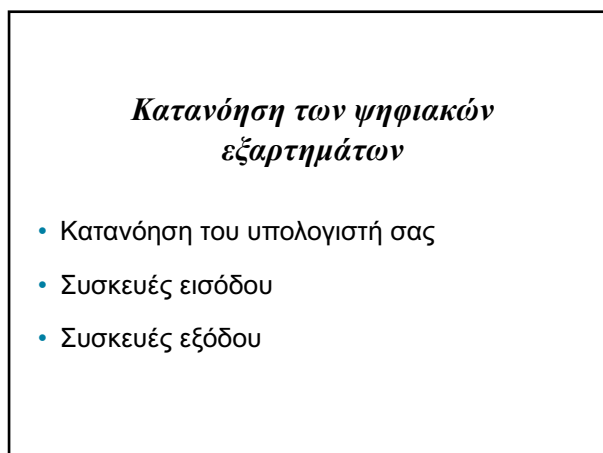 Κατανόηση των ψηφιακών
εξαρτημάτων
• Κατανόηση του υπολογιστή σας
• Συσκευές εισόδου
• Συσκευές εξόδου